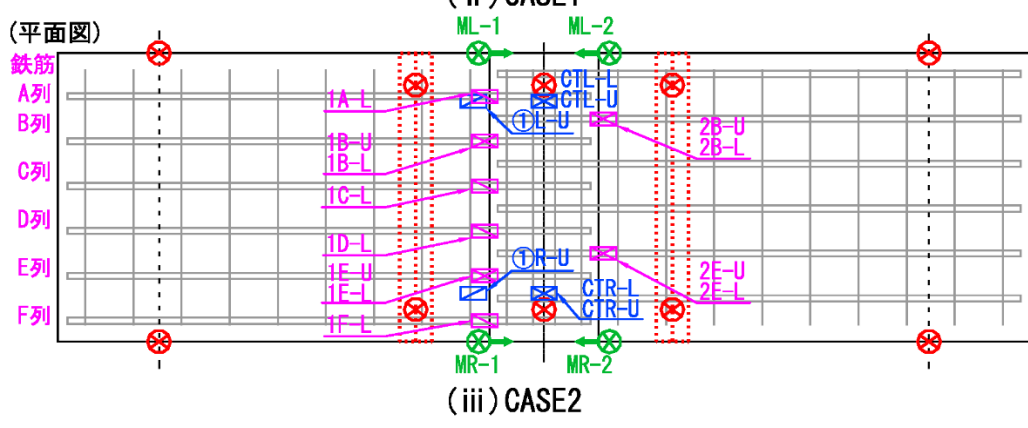 (ii)CASE1
(平面図)
ML-1
ML-2
鉄筋
A列
B列
C列
D列
E列
F列
1A-L
1B-U
1B-L
1C-L
1D-L
1E-U
1E-L
1F-L
①L-U
CTL-L
CTL-U
2B-U
2B-L
①R-U
CTR-L
CTR-U
2E-U
2E-L
MR-1
MR-2
(iii)CASE2